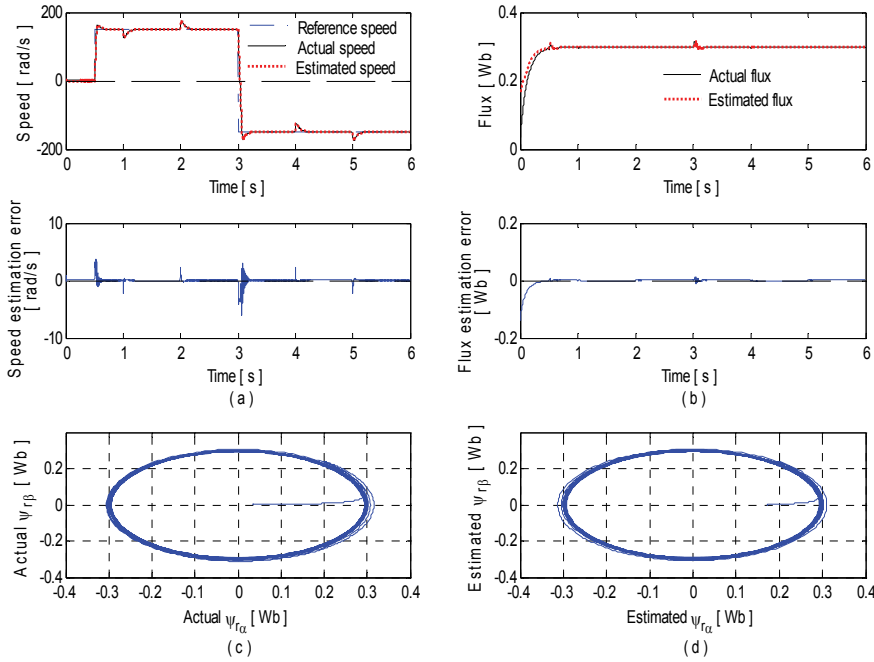 200
0
-200
0 1 2 3 4 5 6
Speed [ rad/s ]
Time [ s ]
Reference speed
Actual speed
Estimated speed
0.4
0.2
0
0 1 2 3 4 5 6
Flux [ Wb ]
Time [ s ]
Actual flux
Estimated flux
10
0
-10
0 1 2 3 4 5 6
Speed estimation error
[ rad/s ]
Time [ s ]
( a )
0.2
0
-0.2
0 1 2 3 4 5 6
Flux estimation error
[ Wb ]
Time [ s ]
( b )
0.2
0
-0.2
-0.4
-0.4 -0.3 -0.2 -0.1 0 0.1 0.2 0.3 0.4
Actual ψrβ [ Wb ]
Actual ψrα [ Wb ]
( c )
0.2
0
-0.2
-0.4
-0.4 -0.3 -0.2 -0.1 0 0.1 0.2 0.3 0.4
Estimated ψrβ [ Wb ]
Estimated ψrα [ Wb ]
( d )